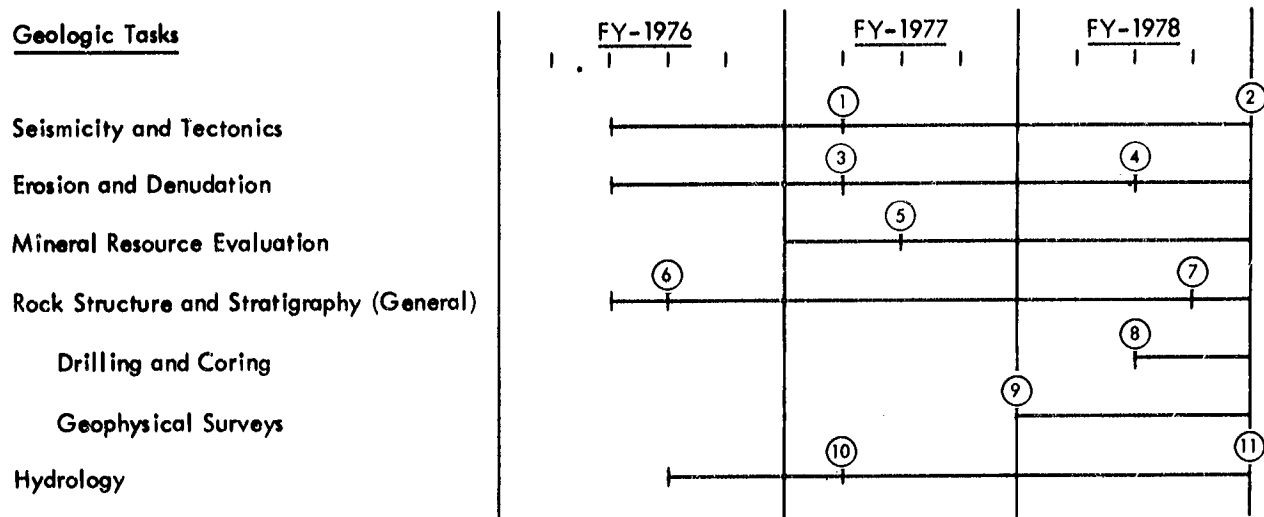 Geologic Tasks FY-1976 FY-1977 FY-1978
1 2
Seismicity and Tectonics
3 4
Erosion and Denudation
5
Mineral Resource Evaluation
6 7
Rock Structure and Stratigraphy (General)
8
Drilling and Coring
9
Geophysical Surveys
10 11
Hydrology